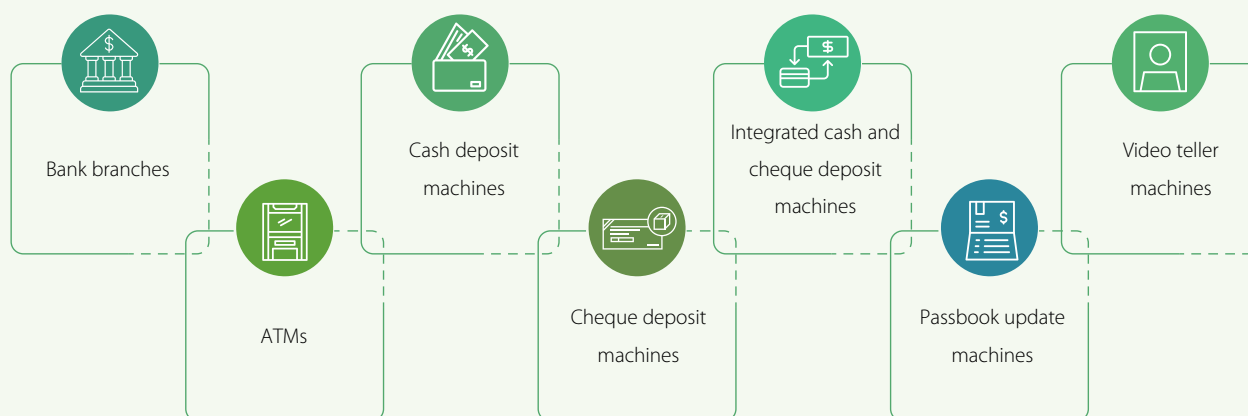 Bank branches
ATMs
Cash deposit
machines
Cheque deposit
machines
Integrated cash and
cheque deposit
machines
Passbook update
machines
Video teller
machines